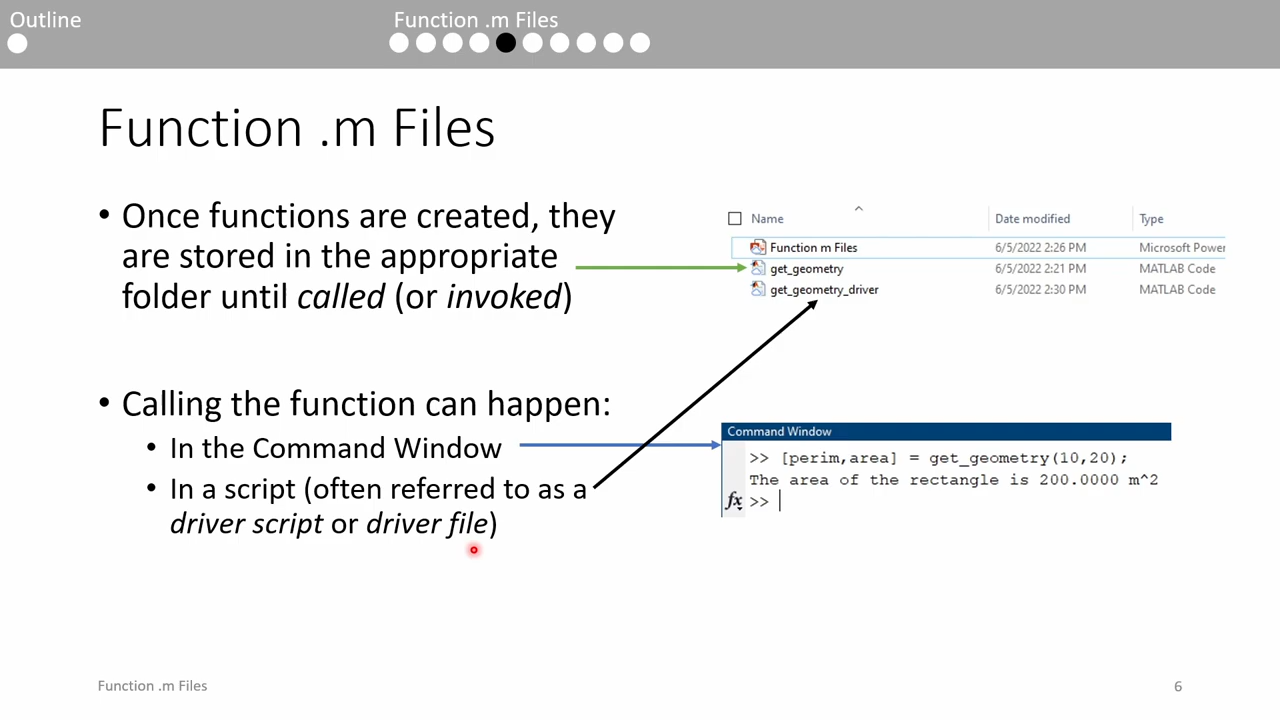 Outline
Function .m Files
Function .m Files
• Once functions are created, they
are stored in the appropriate
folder until called (or invoked)
• Calling the function can happen:
• In the Command Window
• In a script (often referred to as a
driver script or driver file)
Name Date modified Type
Function m Files 6/5/2022 2:26 PM Microsoft Power
get_geometry 6/5/2022 2:21 PM MATLAB Code
get_geometry_driver 6/5/2022 2:30 PM MATLAB Code
Command Window
>> [perim,area] = get_geometry(10,20);
The area of the rectangle is 200.0000 m^2
fx >>
Function .m Files
6